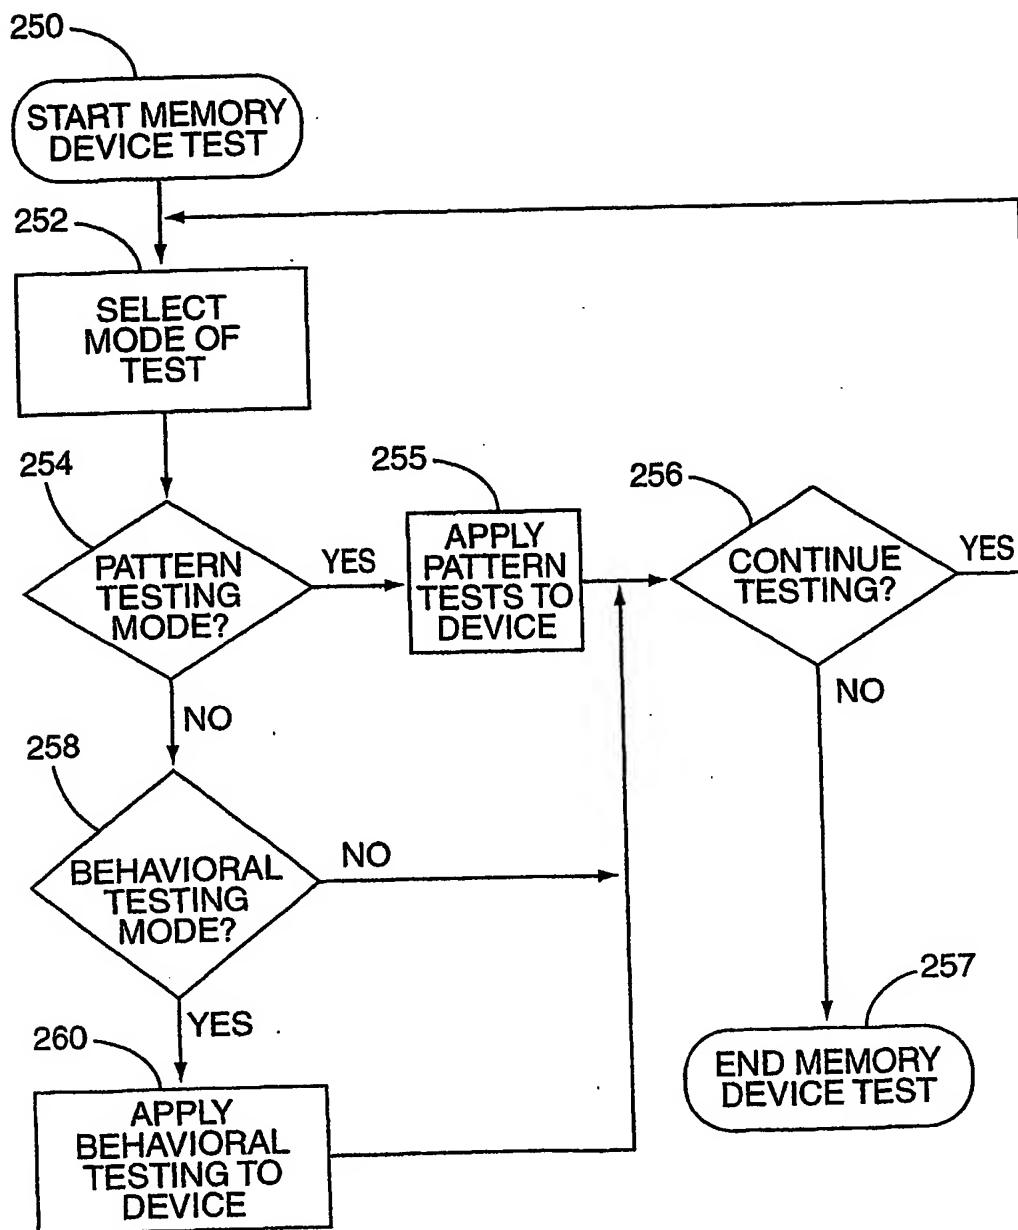 250
START MEMORY
DEVICE TEST
252
SELECT
MODE OF
TEST
254
PATTERN
TESTING
MODE?
YES
NO
255
APPLY
PATTERN
TESTS TO
DEVICE
256
CONTINUE
TESTING?
YES
NO
258
BEHAVIORAL
TESTING
MODE?
NO
YES
257
END MEMORY
DEVICE TEST
260
APPLY
BEHAVIORAL
TESTING TO
DEVICE